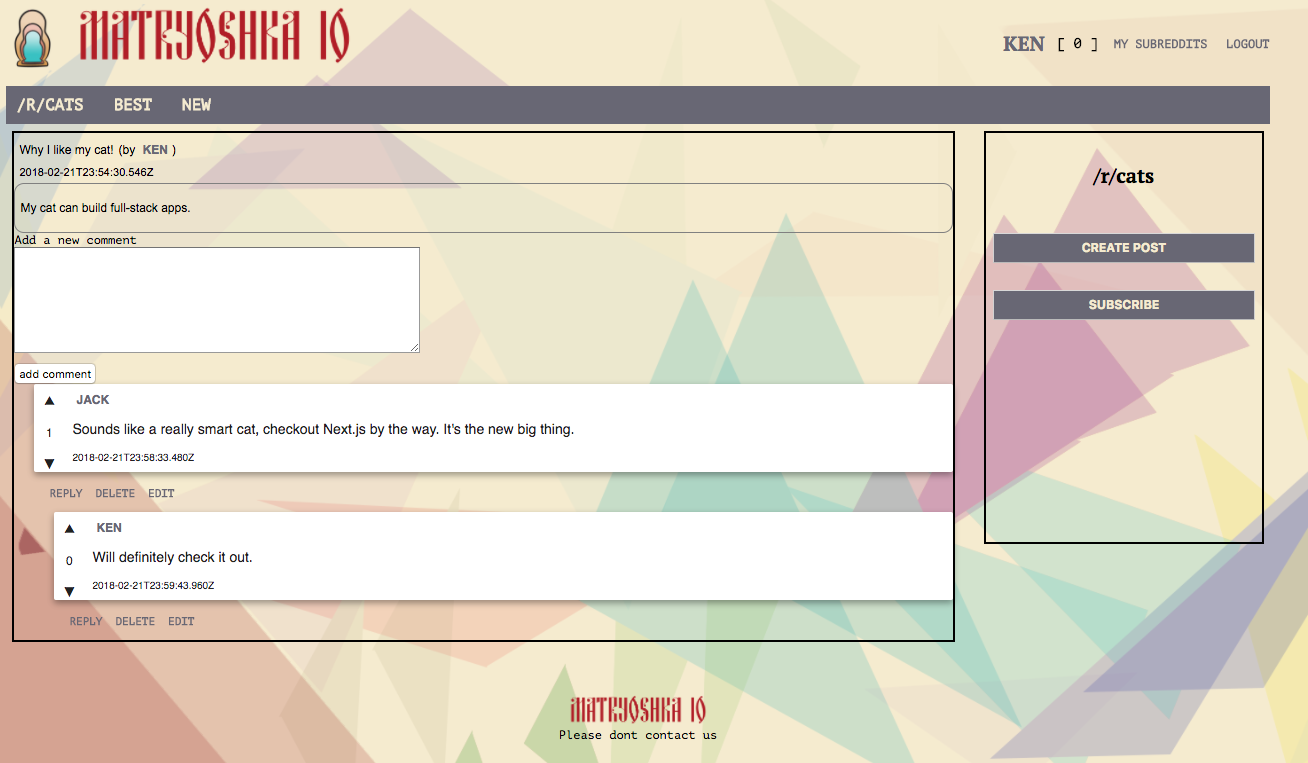 MATRYOSHKA IO
KEN [ 0 ] MY SUBREDDITS LOGOUT
/R/CATS BEST NEW
Why I like my cat! (by KEN )
2018-02-21T23:54:30.546Z
My cat can build full-stack apps.
Add a new comment
add comment
▲ JACK
1 Sounds like a really smart cat, checkout Next.js by the way. It's the new big thing.
▼ 2018-02-21T23:58:33.480Z
REPLY DELETE EDIT
▲ KEN
0 Will definitely check it out.
▼ 2018-02-21T23:59:43.960Z
REPLY DELETE EDIT
/r/cats
CREATE POST
SUBSCRIBE
MATRYOSHKA IO
Please dont contact us